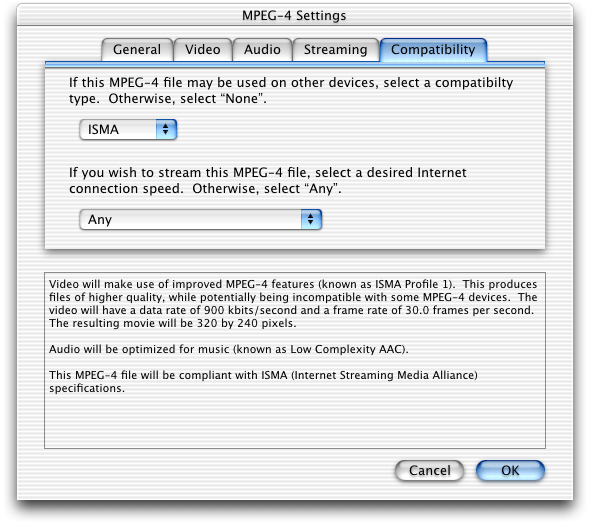 MPEG-4 Settings
General Video Audio Streaming Compatibility
If this MPEG-4 file may be used on other devices, select a compatibilty
type.  Otherwise, select “None”.
ISMA
If you wish to stream this MPEG-4 file, select a desired Internet
connection speed.  Otherwise, select “Any”.
Any
Video will make use of improved MPEG-4 features (known as ISMA Profile 1).  This produces
files of higher quality, while potentially being incompatible with some MPEG-4 devices.  The
video will have a data rate of 900 kbits/second and a frame rate of 30.0 frames per second.
The resulting movie will be 320 by 240 pixels.
Audio will be optimized for music (known as Low Complexity AAC).
This MPEG-4 file will be compliant with ISMA (Internet Streaming Media Alliance)
specifications.
Cancel OK